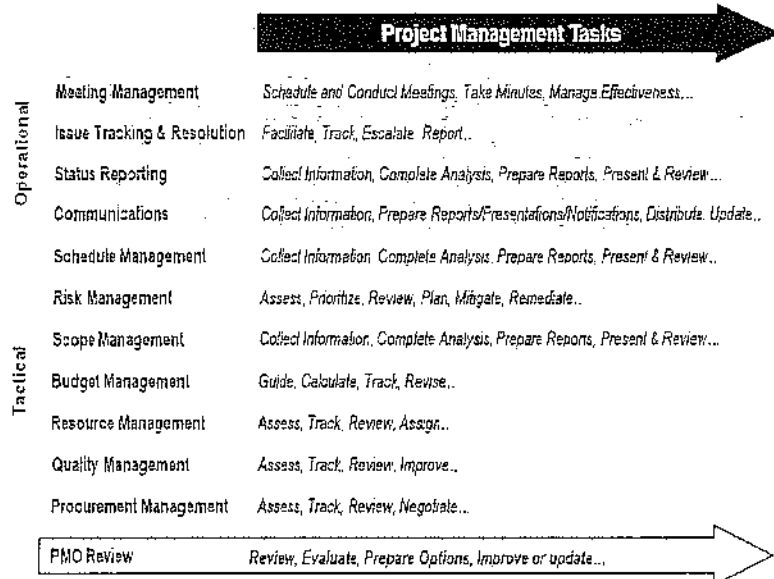 Project Management Tasks
Operational
Meeting Management Schedule and Conduct Meetings, Take Minutes, Manage Effectiveness...
Issue Tracking & Resolution Facilitate, Track, Escalate Report...
Status Reporting Collect Information, Complete Analysis, Prepare Reports, Present & Review...
Communications Collect Information, Prepare Reports/Presentations/Notifications, Distribute, Update...
Schedule Management Collect Information Complete Analysis, Prepare Reports, Present & Review...
Tactical
Risk Management Assess, Prioritize, Review, Plan, Mitigate, Remediate...
Scope Management Collect Information, Complete Analysis, Prepare Reports, Present & Review...
Budget Management Guide, Calculate, Track, Revise...
Resource Management Assess, Track, Review, Assign...
Quality Management Assess, Track, Review, Improve...
Procurement Management Assess, Track, Review, Negotiate...
PMO Review Review, Evaluate, Prepare Options, Improve or update...